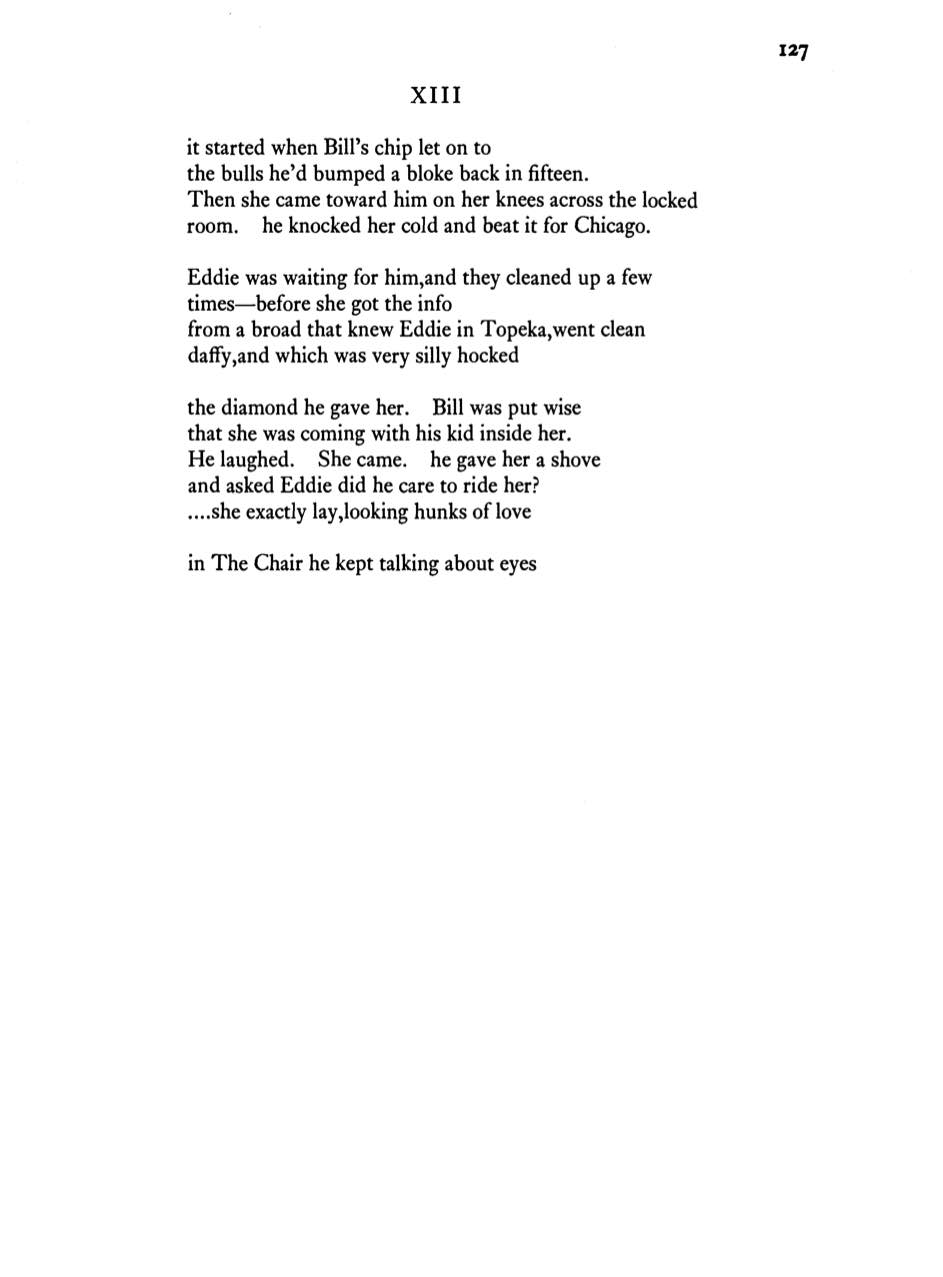 127
XIII
it started when Bill's chip let on to
the bulls he'd bumped a bloke back in fifteen.
Then she came toward him on her knees across the locked
room.    he knocked her cold and beat it for Chicago.
Eddie was waiting for him,and they cleaned up a few
times—before she got the info
from a broad that knew Eddie in Topeka,went clean
daffy,and which was very silly hocked
the diamond he gave her.    Bill was put wise
that she was coming with his kid inside her.
He laughed.    She came.    he gave her a shove
and asked Eddie did he care to ride her?
....she exactly lay,looking hunks of love
in The Chair he kept talking about eyes